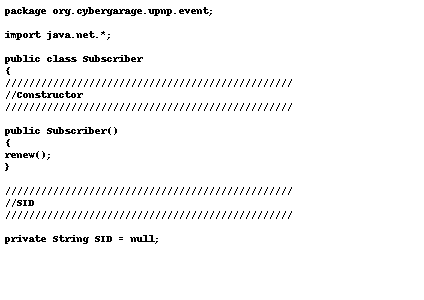 package org.cybergarage.upnp.event;
import java.net.*;
public class Subscriber
{
////////////////////////////////////////////////
//Constructor
////////////////////////////////////////////////
public Subscriber()
{
renew();
}
////////////////////////////////////////////////
//SID
////////////////////////////////////////////////
private String SID = null;